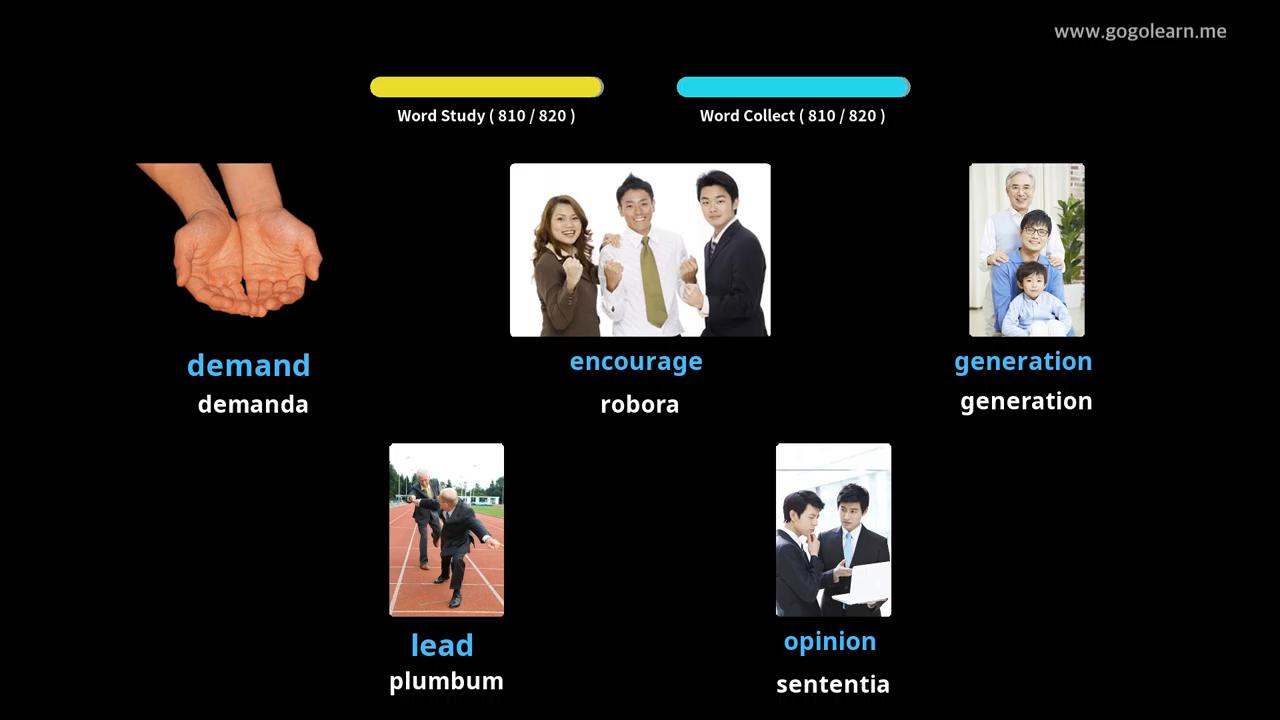 www.gogolearn.me
Word Study ( 810 / 820 )
Word Collect ( 810 / 820 )
demand
demanda
encourage
robora
generation
generation
lead
plumbum
opinion
sententia